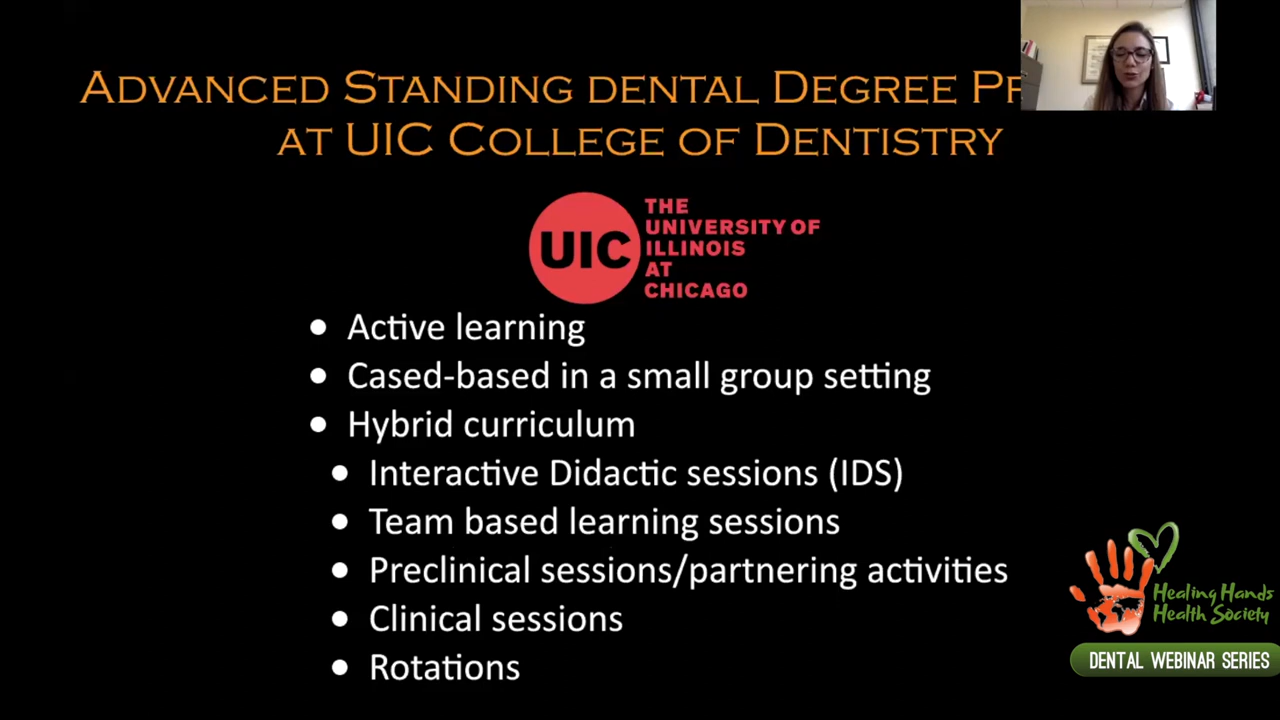 ADVANCED STANDING DENTAL DEGREE PR
AT UIC COLLEGE OF DENTISTRY
UIC
THE
UNIVERSITY OF
ILLINOIS
AT
CHICAGO
• Active learning
• Cased-based in a small group setting
• Hybrid curriculum
• Interactive Didactic sessions (IDS)
• Team based learning sessions
• Preclinical sessions/partnering activities
• Clinical sessions
• Rotations
Healing Hands
Health Society
DENTAL WEBINAR SERIES